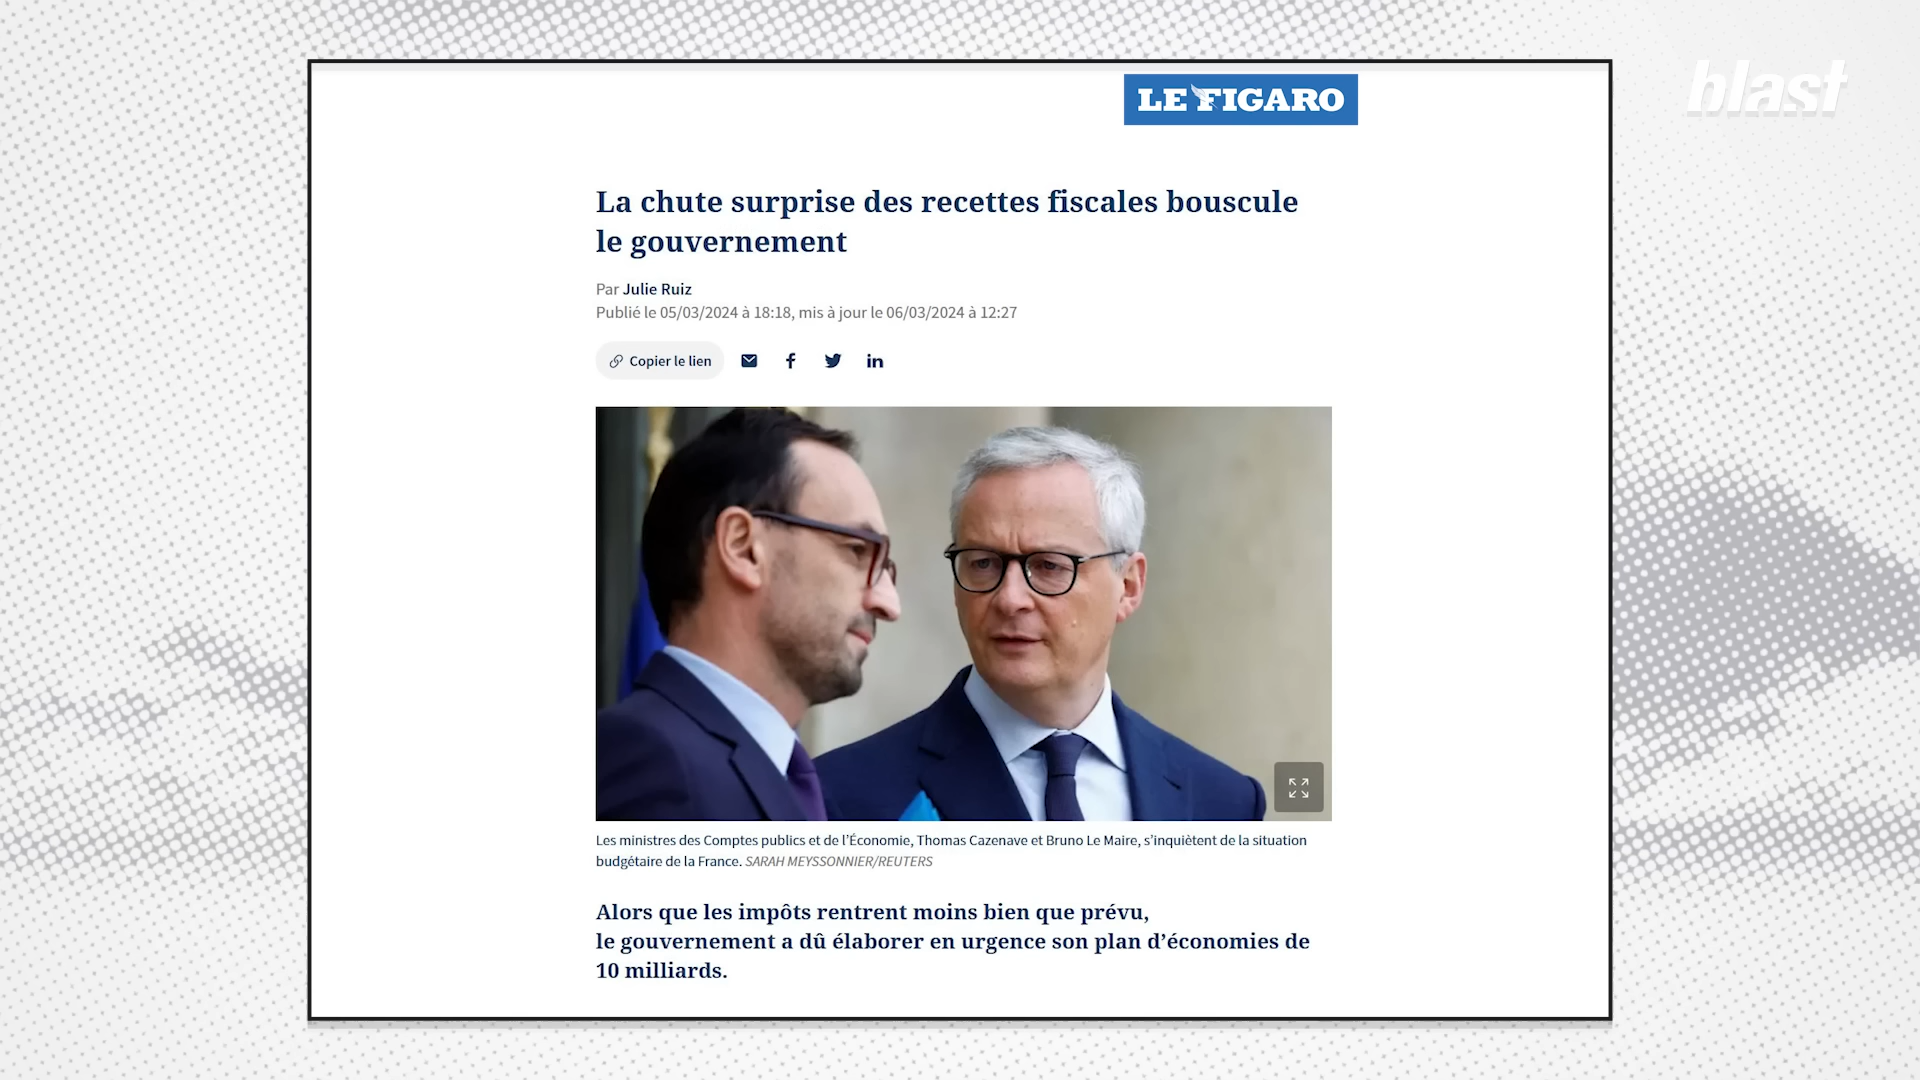 blast
LE FIGARO
La chute surprise des recettes fiscales bouscule
le gouvernement
Par Julie Ruiz
Publié le 05/03/2024 à 18:18, mis à jour le 06/03/2024 à 12:27
Copier le lien
Les ministres des Comptes publics et de l’Économie, Thomas Cazenave et Bruno Le Maire, s’inquiètent de la situation
budgétaire de la France. SARAH MEYSSONNIER/REUTERS
Alors que les impôts rentrent moins bien que prévu,
le gouvernement a dû élaborer en urgence son plan d’économies de
10 milliards.